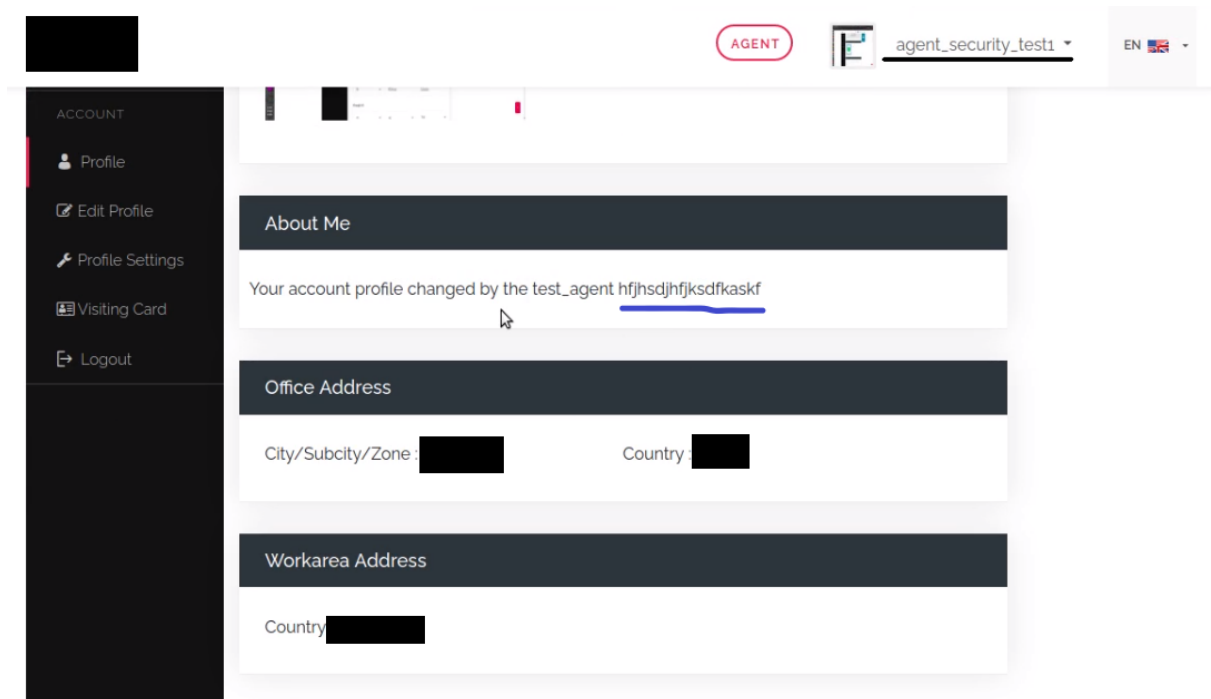 AGENT
agent_security_test1
EN
ACCOUNT
Profile
Edit Profile
Profile Settings
Visiting Card
Logout
About Me
Your account profile changed by the test_agent hfjhsdjhfjksdfkaskf
Office Address
City/Subcity/Zone :
Country :
Workarea Address
Country